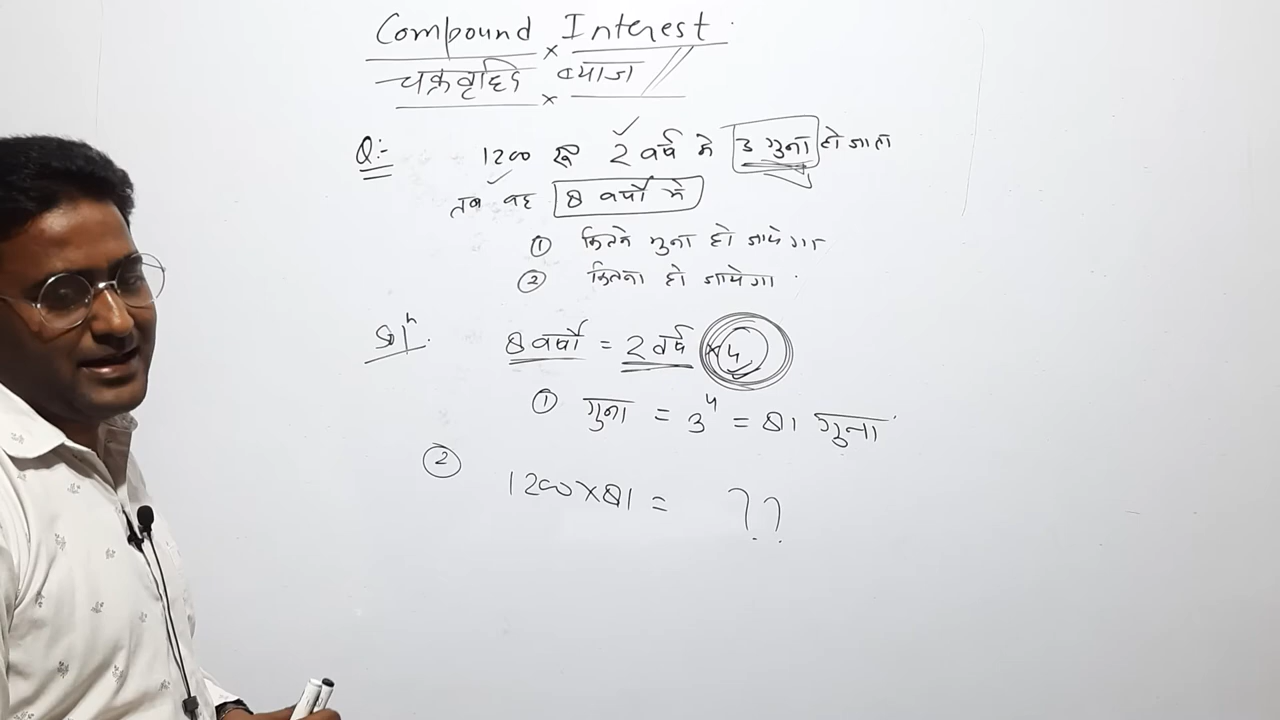 Compound Interest
चक्रवृद्धि × ब्याज
×
Q:- 1200 रू 2 वर्ष मे 3 गुना हो जाता
तब वह 8 वर्षों मे
① कितने गुना हो जायेगा
② कितना हो जायेगा
Solⁿ. 8 वर्षों = 2 वर्ष × 4
① गुना = 3⁴ = 81 गुना
② 1200×81 = ??